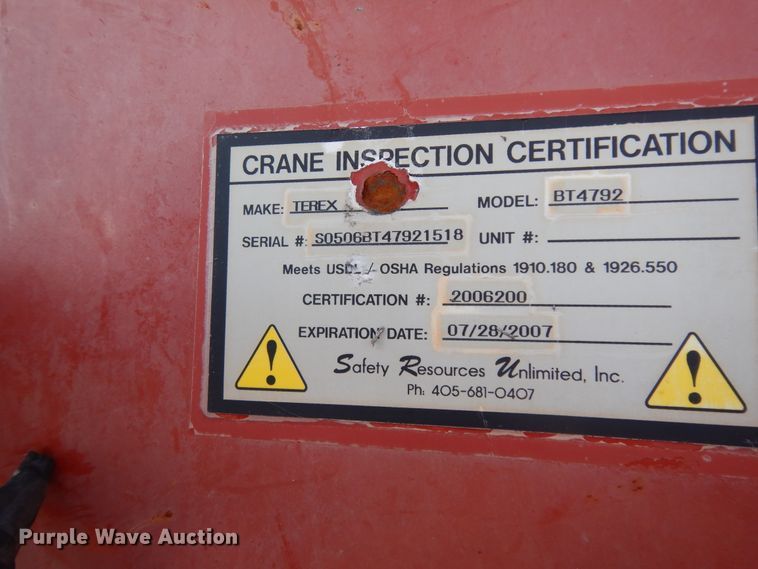 CRANE INSPECTION CERTIFICATION
MAKE: TEREX MODEL: BT4792
SERIAL #: S0506BT47921518 UNIT #:
Meets USDL / OSHA Regulations 1910.180 & 1926.550
CERTIFICATION #: 2006200
EXPIRATION DATE: 07/28/2007
Safety Resources Unlimited, Inc.
Ph: 405-681-0407
! !
Purple Wave Auction